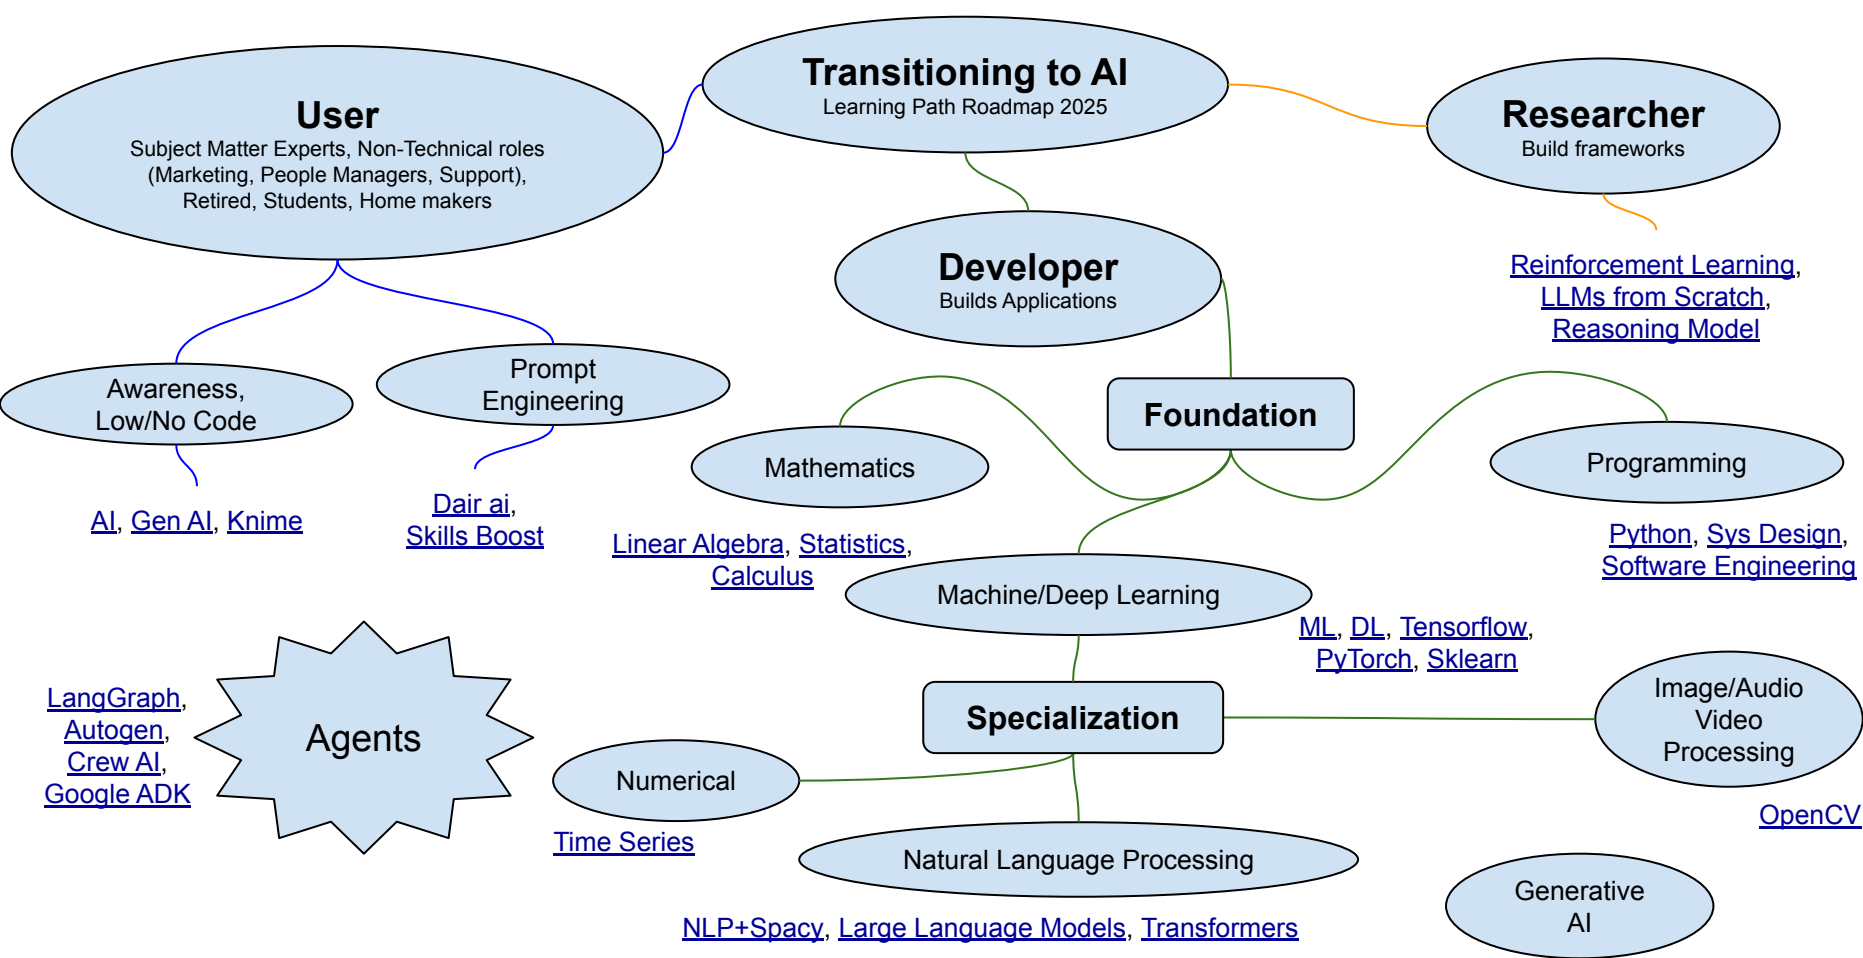 Transitioning to AI
Learning Path Roadmap 2025
User
Subject Matter Experts, Non-Technical roles
(Marketing, People Managers, Support),
Retired, Students, Home makers
Researcher
Build frameworks
Reinforcement Learning,
LLMs from Scratch,
Reasoning Model
Developer
Builds Applications
Awareness,
Low/No Code
AI, Gen AI, Knime
Prompt
Engineering
Dair ai,
Skills Boost
Foundation
Mathematics
Linear Algebra, Statistics,
Calculus
Programming
Python, Sys Design,
Software Engineering
Machine/Deep Learning
ML, DL, Tensorflow,
PyTorch, Sklearn
Specialization
Image/Audio
Video
Processing
OpenCV
Numerical
Time Series
Natural Language Processing
NLP+Spacy, Large Language Models, Transformers
Generative
AI
Agents
LangGraph,
Autogen,
Crew AI,
Google ADK